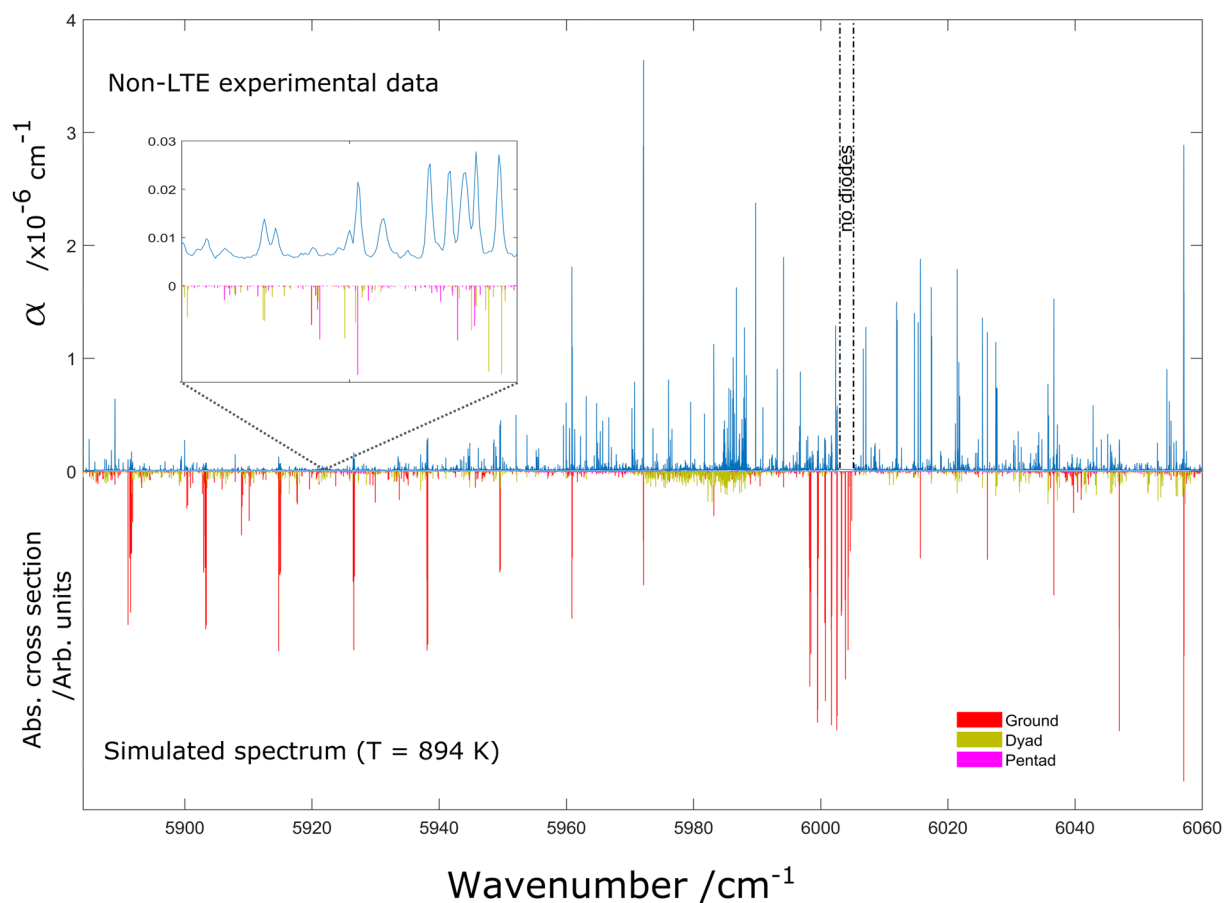 4
Non-LTE experimental data
3
2
1
0
α /x10⁻⁶ cm⁻¹
0.03
0.02
0.01
0
no diodes
Abs. cross section
/Arb. units
Simulated spectrum (T = 894 K)
Ground
Dyad
Pentad
5900 5920 5940 5960 5980 6000 6020 6040 6060
Wavenumber /cm⁻¹